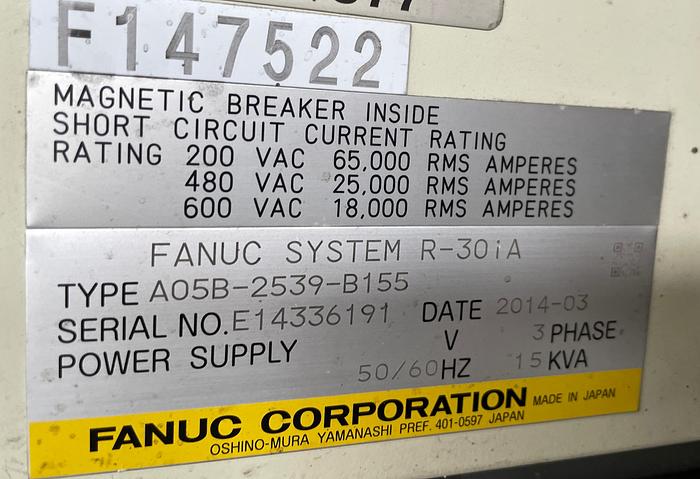 F147522
MAGNETIC BREAKER INSIDE
SHORT CIRCUIT CURRENT RATING
RATING 200 VAC 65,000 RMS AMPERES
480 VAC 25,000 RMS AMPERES
600 VAC 18,000 RMS AMPERES
FANUC SYSTEM R-30iA
TYPE A05B-2539-B155
SERIAL NO. E14336191 DATE 2014-03
POWER SUPPLY V 3 PHASE
50/60HZ 15 KVA
FANUC CORPORATION MADE IN JAPAN
OSHINO-MURA YAMANASHI PREF. 401-0597 JAPAN